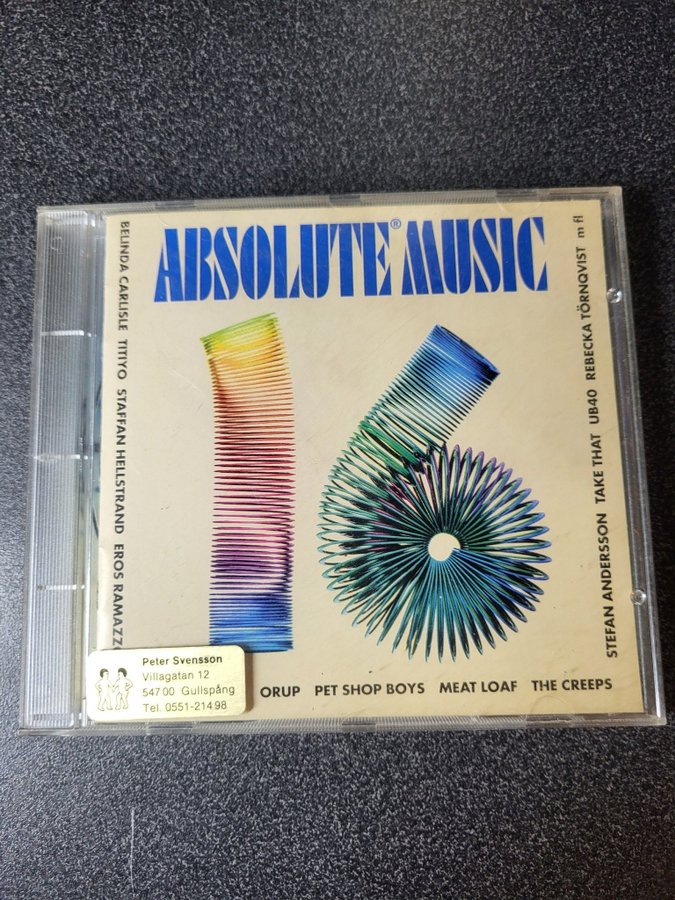 ABSOLUTE® MUSIC
BELINDA CARLISLE TITIYO STAFFAN HELLSTRAND EROS
16
STEFAN ANDERSSON TAKE THAT UB40 REBECKA TÖRNQVIST m fl
Peter Svensson
Villagatan 12
547 00 Gullspång
Tel. 0551-214 98
ORUP PET SHOP BOYS MEAT LOAF THE CREEPS